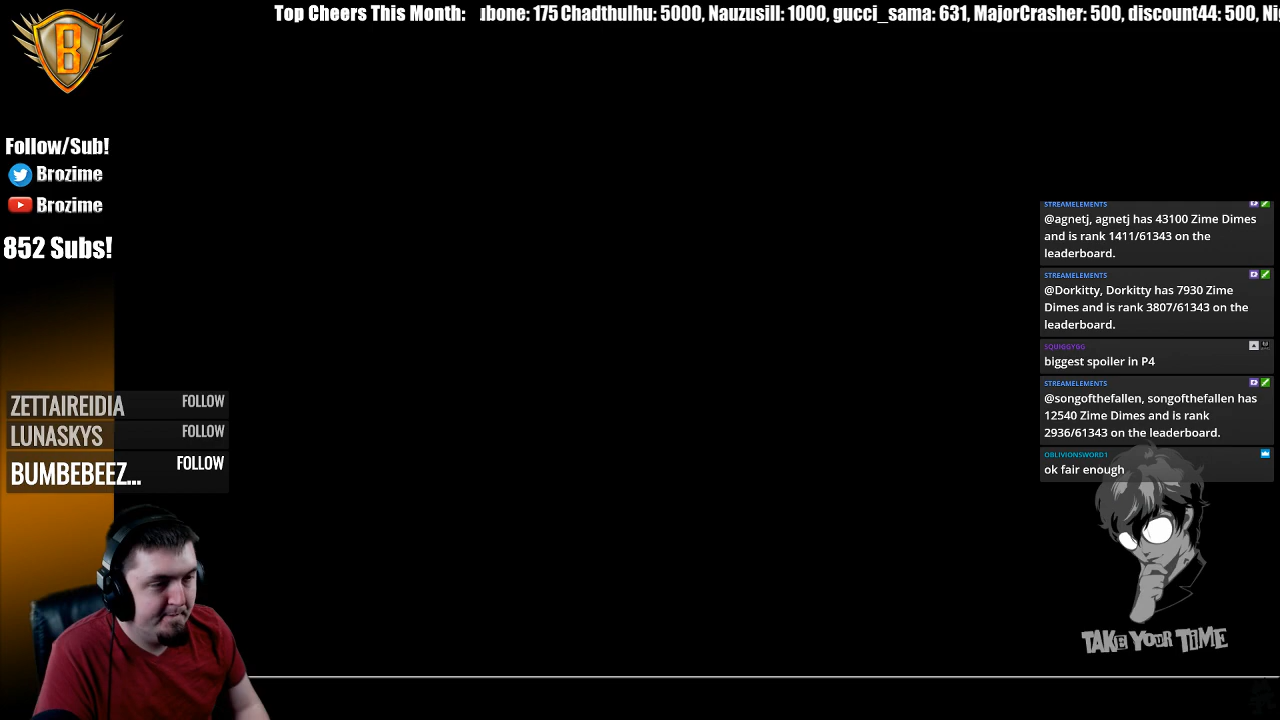 Top Cheers This Month: ubone: 175 Chadthulhu: 5000, Nauzusill: 1000, gucci_sama: 631, MajorCrasher: 500, discount44: 500, Ni
B
Follow/Sub!
Brozime
Brozime
852 Subs!
STREAMELEMENTS
@agnetj, agnetj has 43100 Zime Dimes
and is rank 1411/61343 on the
leaderboard.
STREAMELEMENTS
@Dorkitty, Dorkitty has 7930 Zime
Dimes and is rank 3807/61343 on the
leaderboard.
SQUIGGYGG
biggest spoiler in P4
STREAMELEMENTS
@songofthefallen, songofthefallen has
12540 Zime Dimes and is rank
2936/61343 on the leaderboard.
OBLIVIONSWORD1
ok fair enough
ZETTAIREIDIA FOLLOW
LUNASKYS FOLLOW
BUMBEBEEZ... FOLLOW
TAKE YOUR TIME